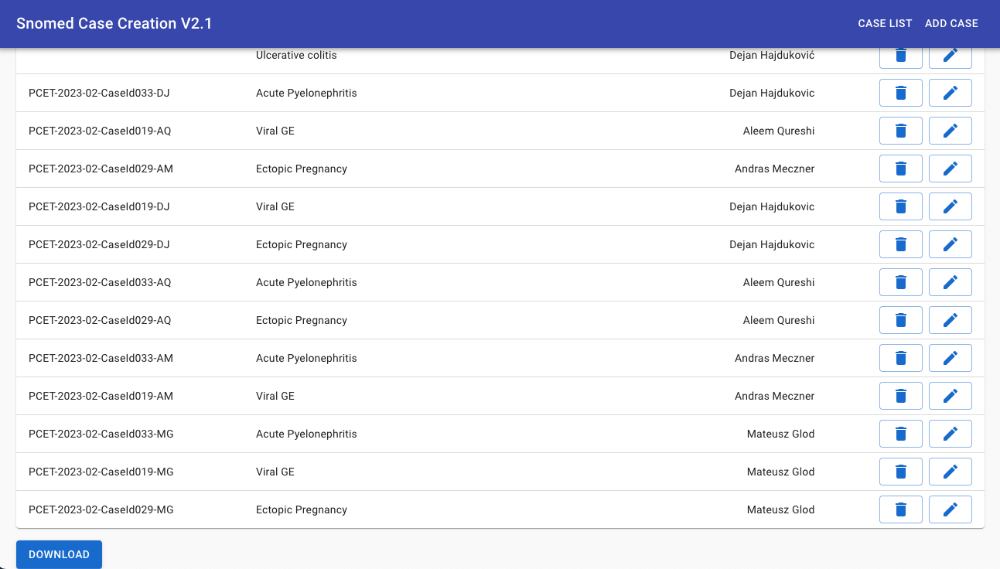 Snomed Case Creation V2.1 CASE LIST ADD CASE
Ulcerative colitis Dejan Hajduković
PCET-2023-02-CaseId033-DJ Acute Pyelonephritis Dejan Hajdukovic
PCET-2023-02-CaseId019-AQ Viral GE Aleem Qureshi
PCET-2023-02-CaseId029-AM Ectopic Pregnancy Andras Meczner
PCET-2023-02-CaseId019-DJ Viral GE Dejan Hajdukovic
PCET-2023-02-CaseId029-DJ Ectopic Pregnancy Dejan Hajdukovic
PCET-2023-02-CaseId033-AQ Acute Pyelonephritis Aleem Qureshi
PCET-2023-02-CaseId029-AQ Ectopic Pregnancy Aleem Qureshi
PCET-2023-02-CaseId033-AM Acute Pyelonephritis Andras Meczner
PCET-2023-02-CaseId019-AM Viral GE Andras Meczner
PCET-2023-02-CaseId033-MG Acute Pyelonephritis Mateusz Glod
PCET-2023-02-CaseId019-MG Viral GE Mateusz Glod
PCET-2023-02-CaseId029-MG Ectopic Pregnancy Mateusz Glod
DOWNLOAD